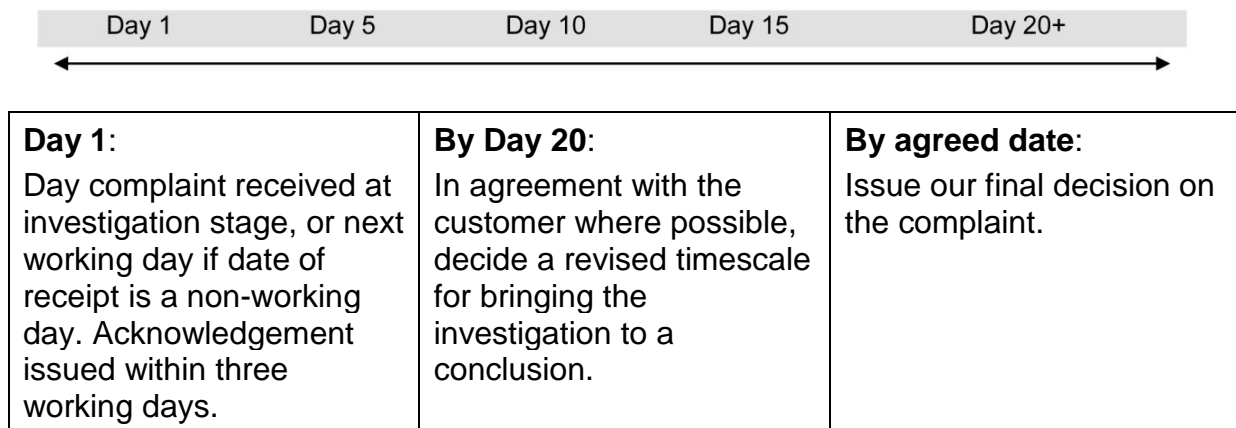 Day 1 Day 5 Day 10 Day 15 Day 20+
Day 1:
Day complaint received at
investigation stage, or next
working day if date of
receipt is a non-working
day. Acknowledgement
issued within three
working days.
By Day 20:
In agreement with the
customer where possible,
decide a revised timescale
for bringing the
investigation to a
conclusion.
By agreed date:
Issue our final decision on
the complaint.